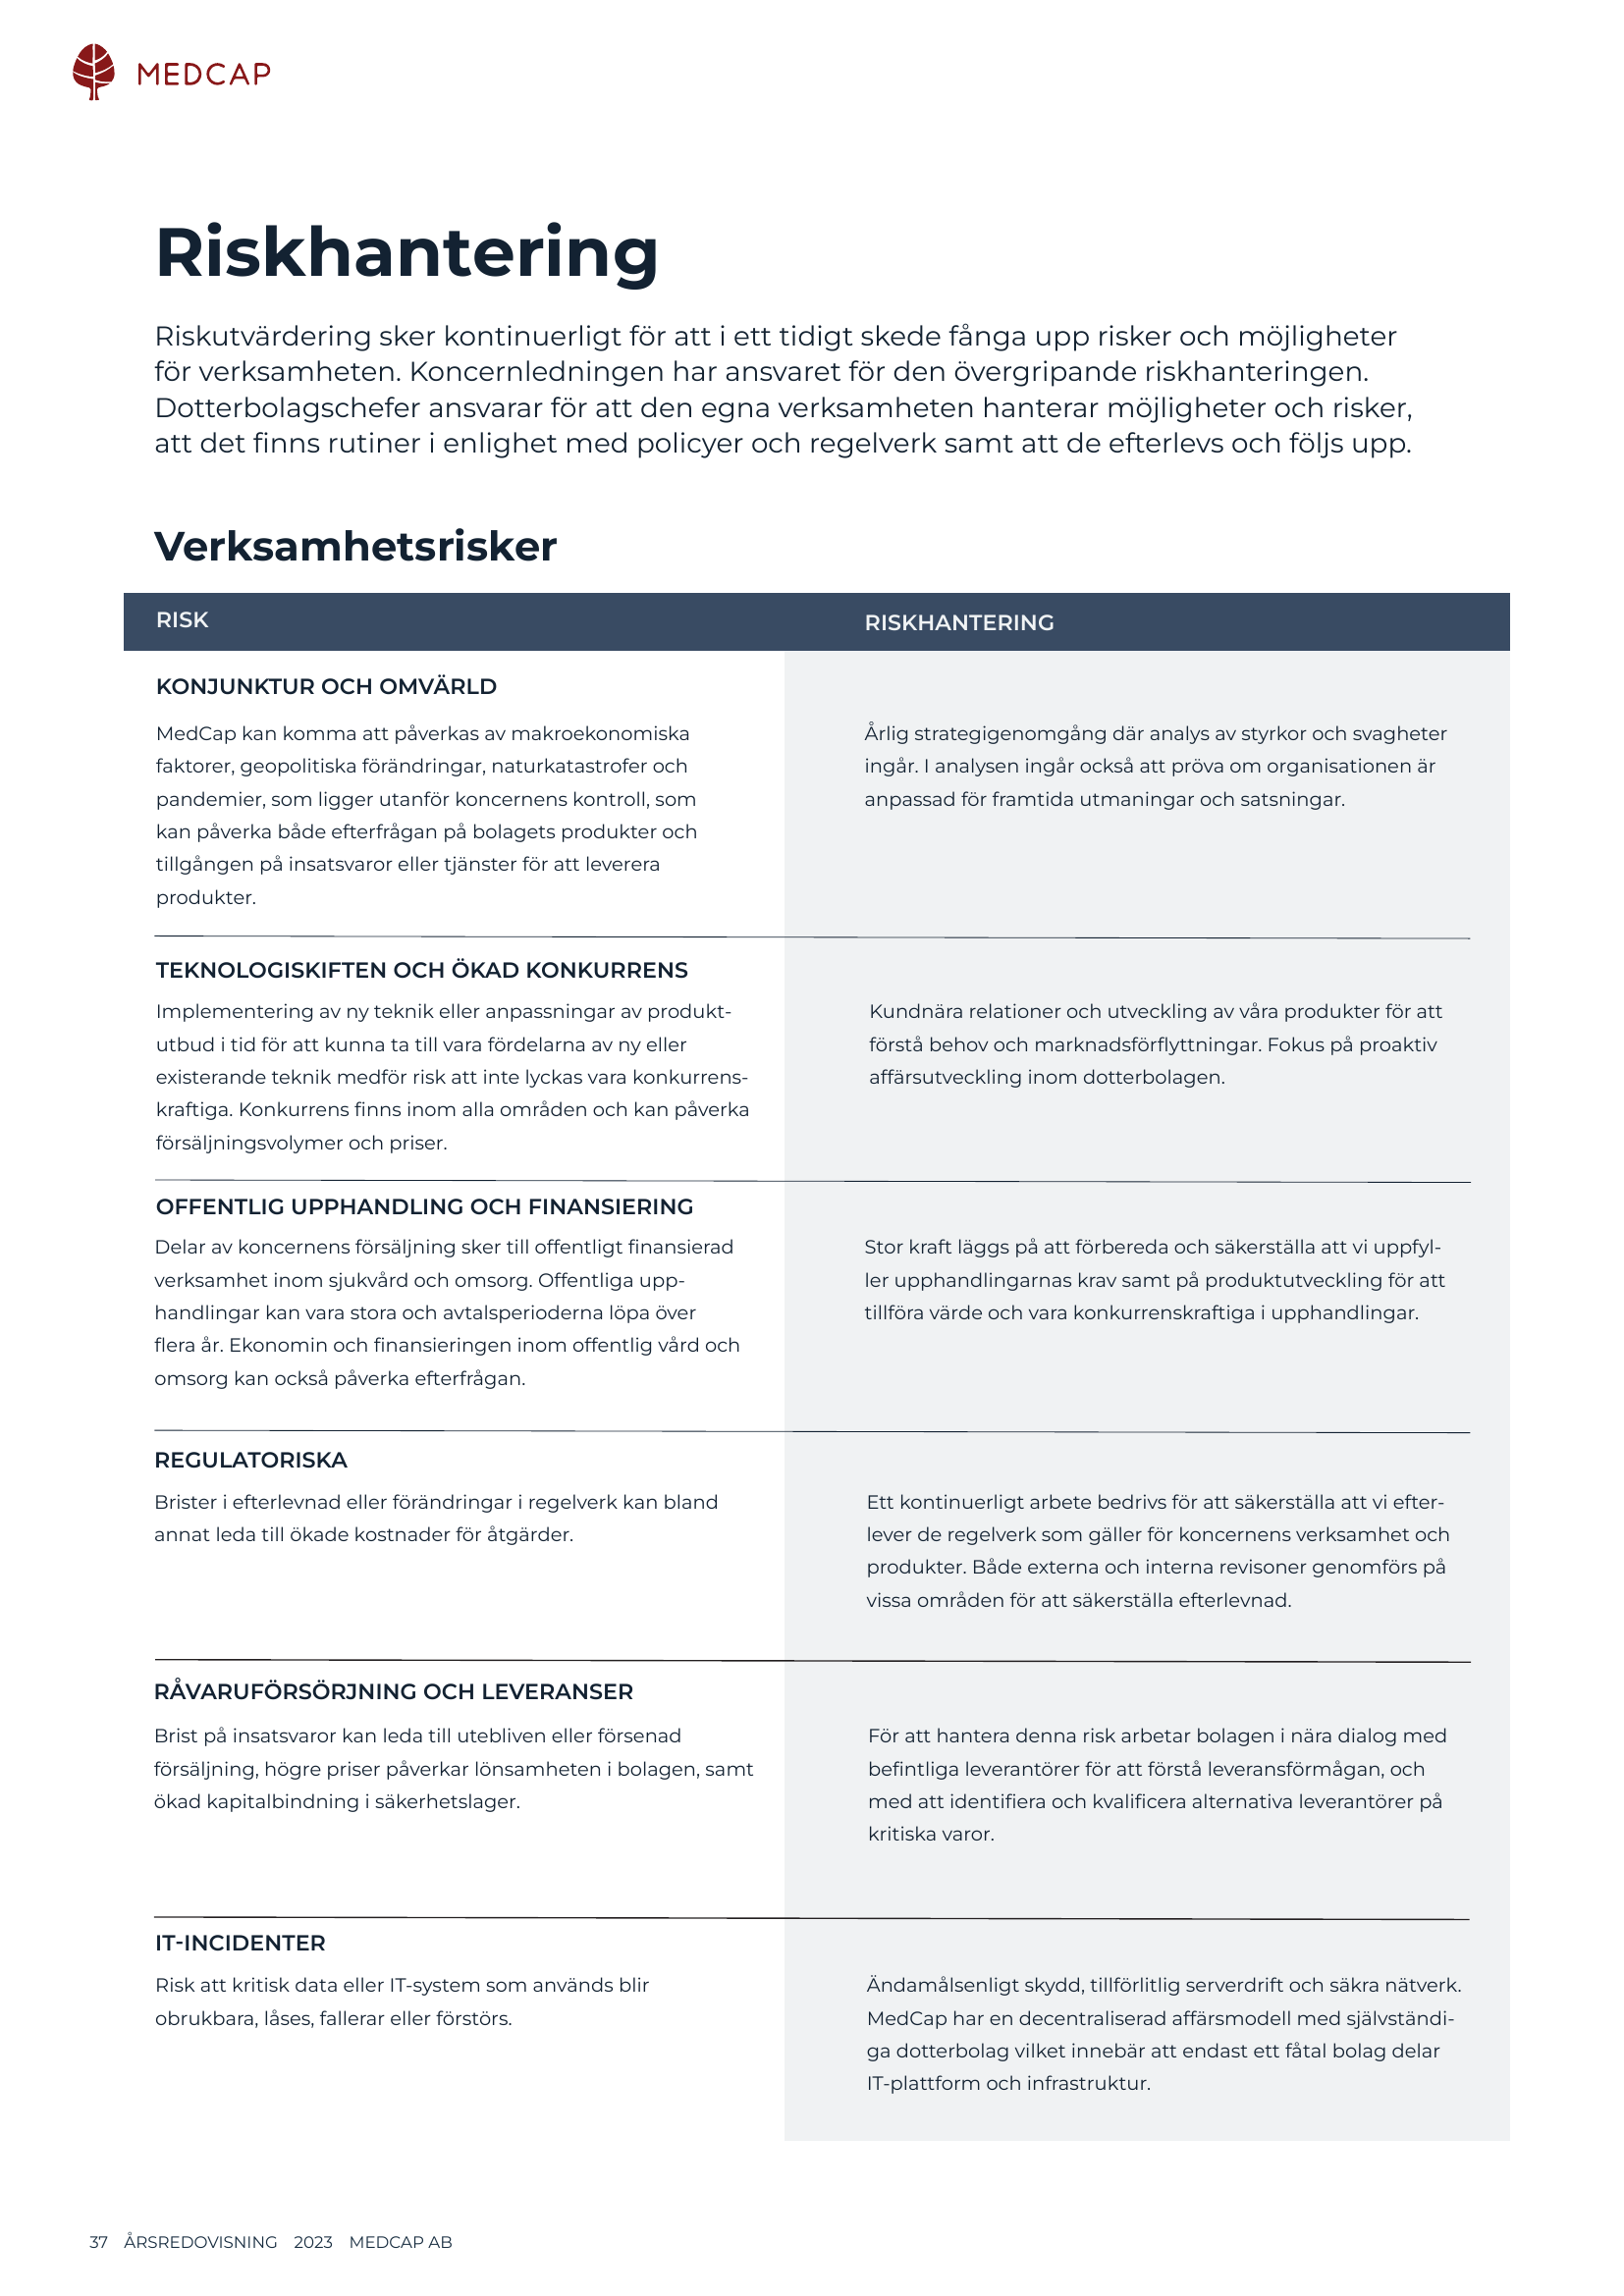 MEDCAP
Riskhantering
Riskutvärdering sker kontinuerligt för att i ett tidigt skede fånga upp risker och möjligheter
för verksamheten. Koncernledningen har ansvaret för den övergripande riskhanteringen.
Dotterbolagschefer ansvarar för att den egna verksamheten hanterar möjligheter och risker,
att det finns rutiner i enlighet med policyer och regelverk samt att de efterlevs och följs upp.
Verksamhetsrisker
RISK
RISKHANTERING
KONJUNKTUR OCH OMVÄRLD
MedCap kan komma att påverkas av makroekonomiska
faktorer, geopolitiska förändringar, naturkatastrofer och
pandemier, som ligger utanför koncernens kontroll, som
kan påverka både efterfrågan på bolagets produkter och
tillgången på insatsvaror eller tjänster för att leverera
produkter.
Årlig strategigenomgång där analys av styrkor och svagheter
ingår. I analysen ingår också att pröva om organisationen är
anpassad för framtida utmaningar och satsningar.
TEKNOLOGISKIFTEN OCH ÖKAD KONKURRENS
Implementering av ny teknik eller anpassningar av produkt-
utbud i tid för att kunna ta till vara fördelarna av ny eller
existerande teknik medför risk att inte lyckas vara konkurrens-
kraftiga. Konkurrens finns inom alla områden och kan påverka
försäljningsvolymer och priser.
Kundnära relationer och utveckling av våra produkter för att
förstå behov och marknadsförflyttningar. Fokus på proaktiv
affärsutveckling inom dotterbolagen.
OFFENTLIG UPPHANDLING OCH FINANSIERING
Delar av koncernens försäljning sker till offentligt finansierad
verksamhet inom sjukvård och omsorg. Offentliga upp-
handlingar kan vara stora och avtalsperioderna löpa över
flera år. Ekonomin och finansieringen inom offentlig vård och
omsorg kan också påverka efterfrågan.
Stor kraft läggs på att förbereda och säkerställa att vi uppfyl-
ler upphandlingarnas krav samt på produktutveckling för att
tillföra värde och vara konkurrenskraftiga i upphandlingar.
REGULATORISKA
Brister i efterlevnad eller förändringar i regelverk kan bland
annat leda till ökade kostnader för åtgärder.
Ett kontinuerligt arbete bedrivs för att säkerställa att vi efter-
lever de regelverk som gäller för koncernens verksamhet och
produkter. Både externa och interna revisoner genomförs på
vissa områden för att säkerställa efterlevnad.
RÅVARUFÖRSÖRJNING OCH LEVERANSER
Brist på insatsvaror kan leda till utebliven eller försenad
försäljning, högre priser påverkar lönsamheten i bolagen, samt
ökad kapitalbindning i säkerhetslager.
För att hantera denna risk arbetar bolagen i nära dialog med
befintliga leverantörer för att förstå leveransförmågan, och
med att identifiera och kvalificera alternativa leverantörer på
kritiska varor.
IT-INCIDENTER
Risk att kritisk data eller IT-system som används blir
obrukbara, låses, fallerar eller förstörs.
Ändamålsenligt skydd, tillförlitlig serverdrift och säkra nätverk.
MedCap har en decentraliserad affärsmodell med självständi-
ga dotterbolag vilket innebär att endast ett fåtal bolag delar
IT-plattform och infrastruktur.
37 ÅRSREDOVISNING 2023 MEDCAP AB